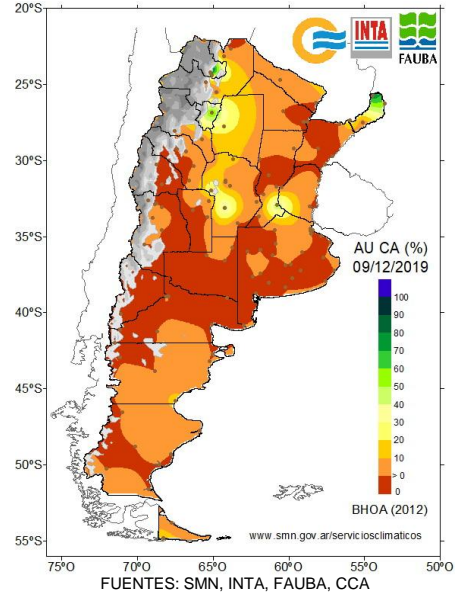 20°S
25°S
30°S
35°S
40°S
45°S
50°S
55°S
INTA
FAUBA
AU CA (%)
09/12/2019
100
90
80
70
60
50
40
30
20
10
> 0
0
BHOA (2012)
www.smn.gov.ar/serviciosclimaticos
75°O 70°O 65°O 60°O 55°O 50°O
FUENTES: SMN, INTA, FAUBA, CCA